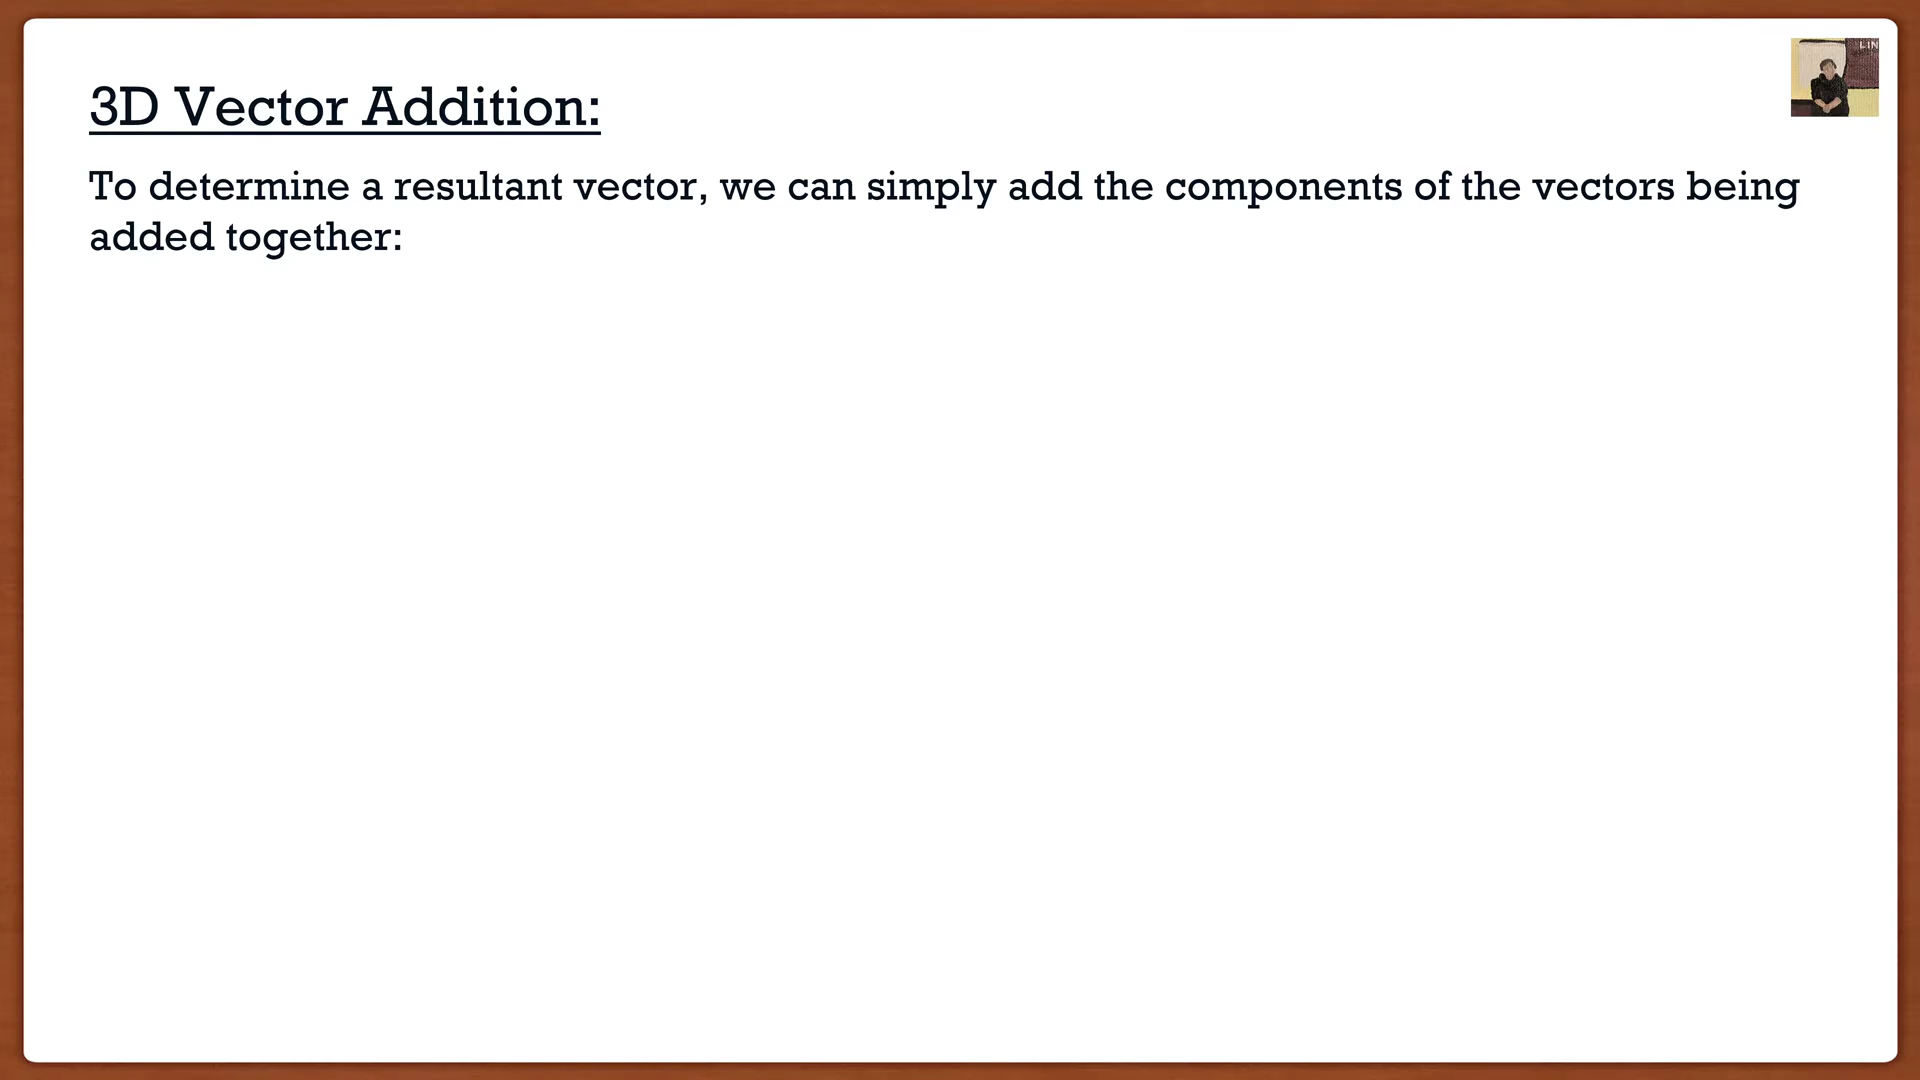 3D Vector Addition:
To determine a resultant vector, we can simply add the components of the vectors being
added together:
LIN